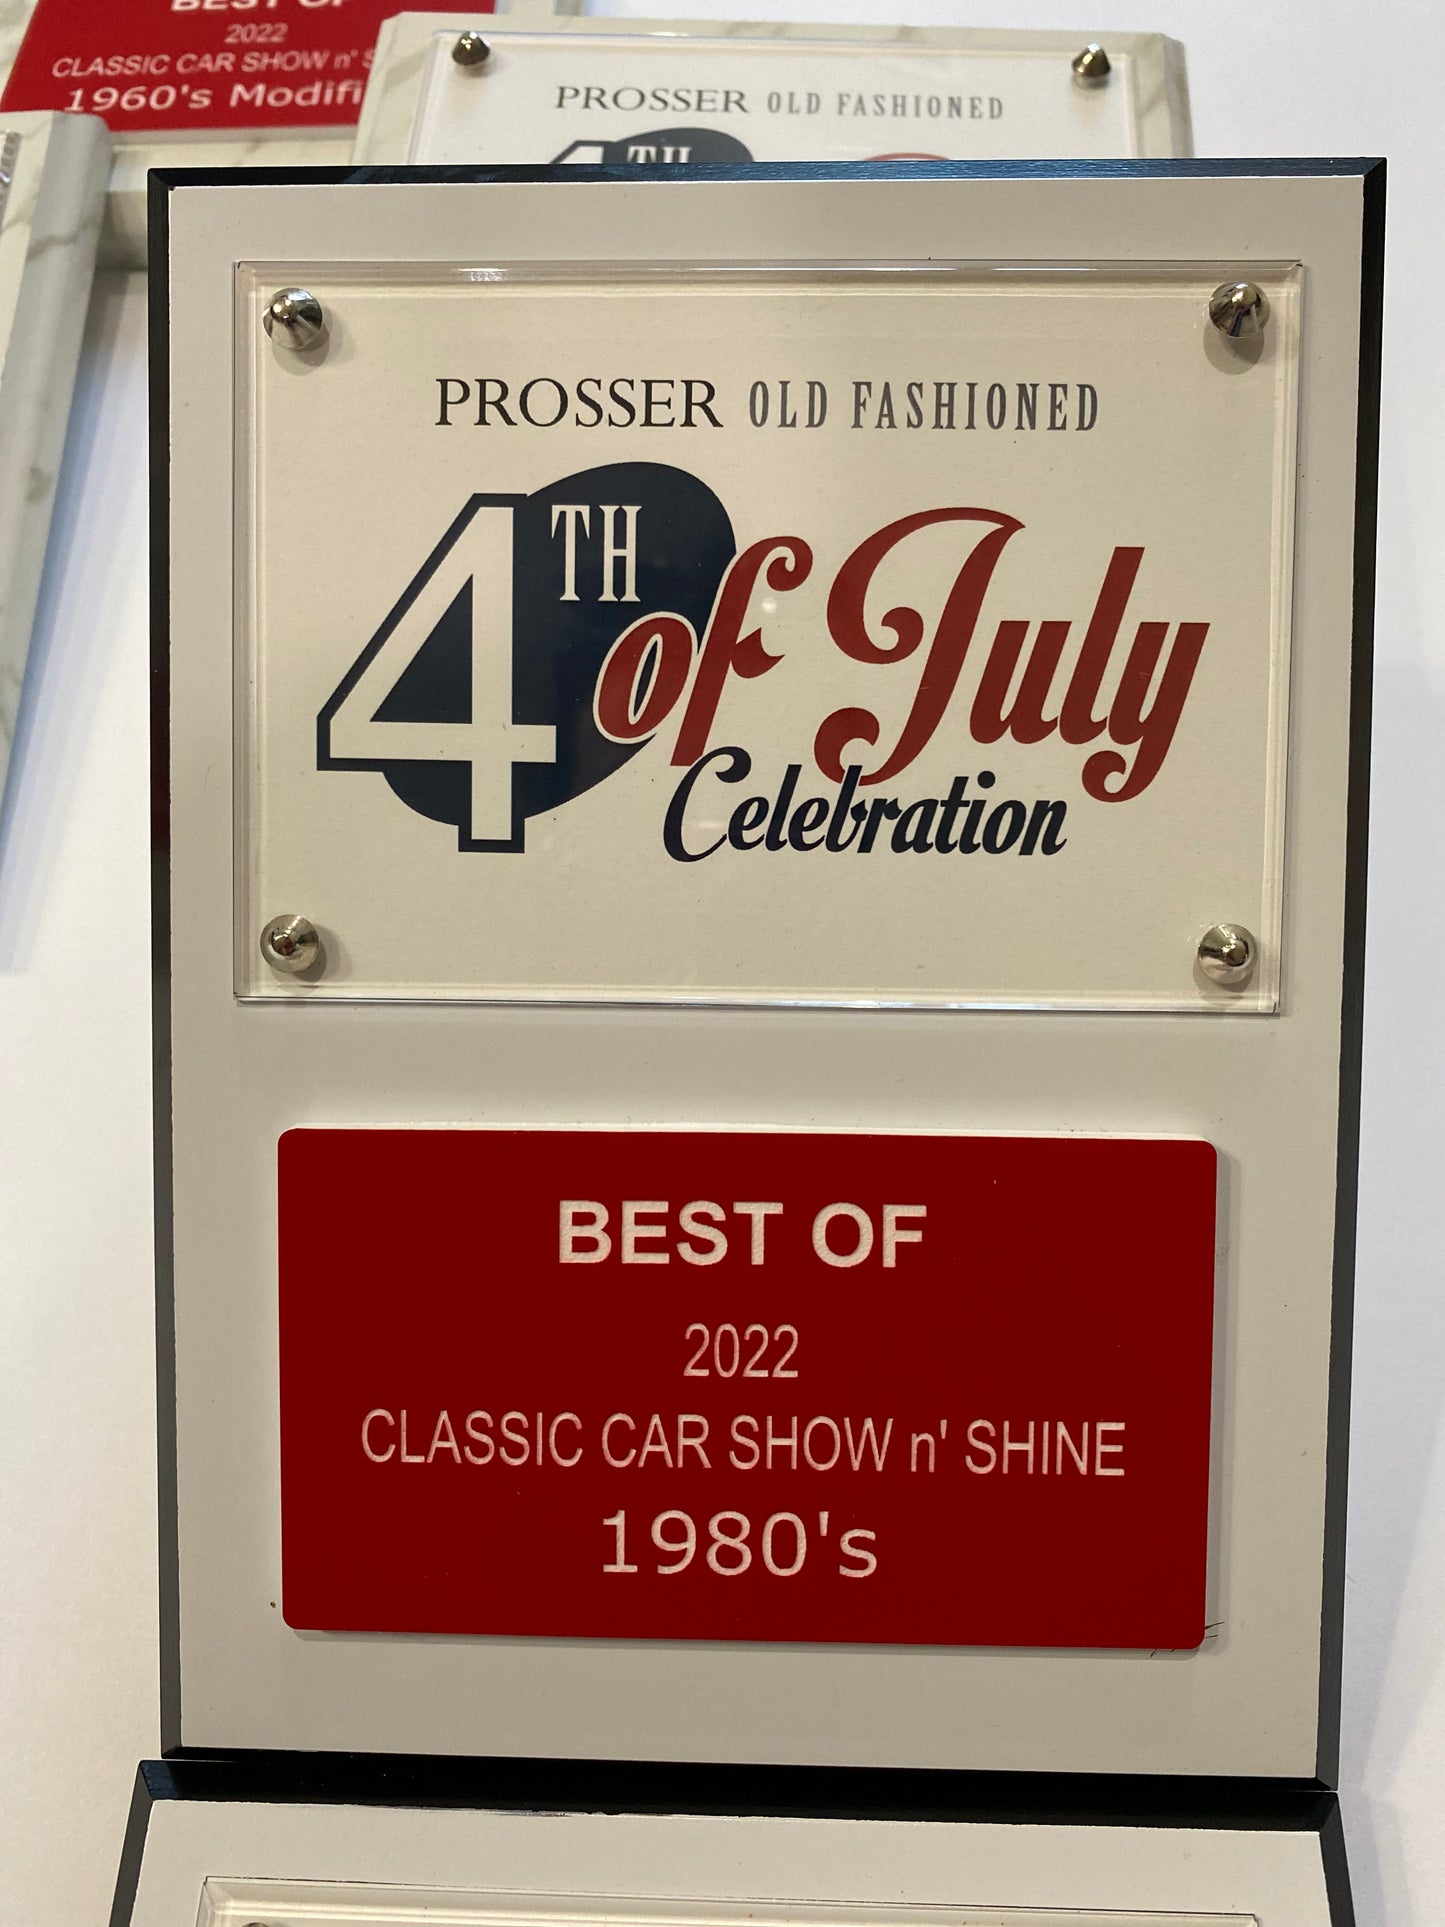 BEST OF
2022
CLASSIC CAR SHOW n'
1960's
PROSSER OLD FASHIONED
4TH
PROSSER OLD FASHIONED
4TH
of July
Celebration
BEST OF
2022
CLASSIC CAR SHOW n' SHINE
1980's